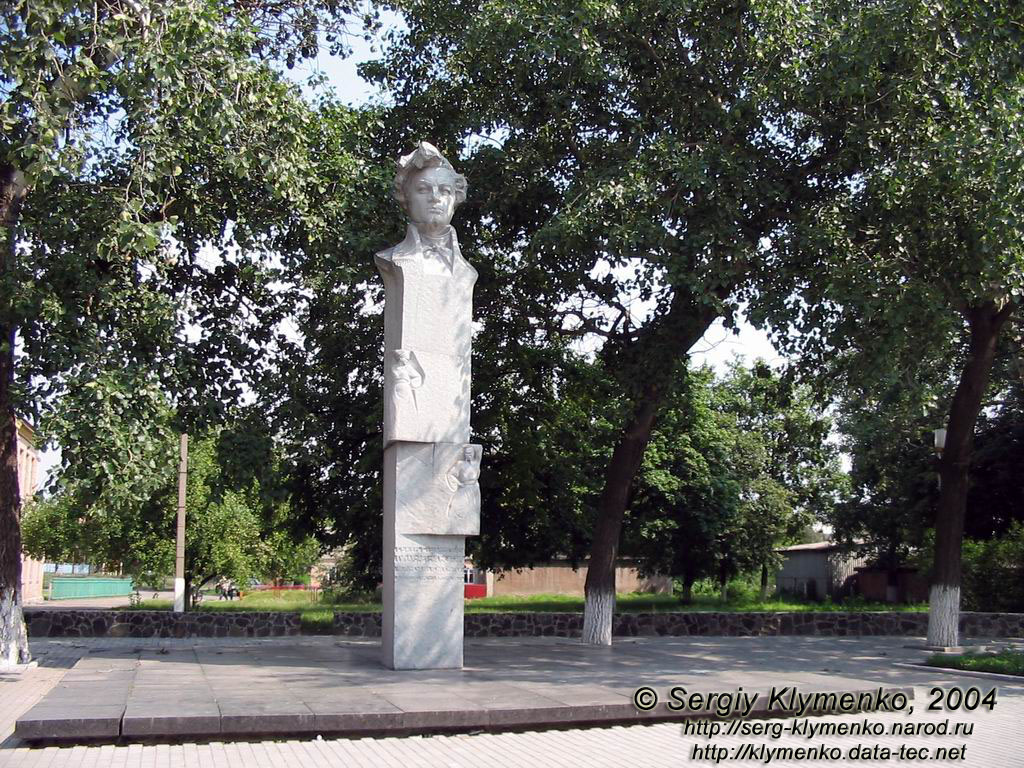 © Sergiy Klymenko, 2004
http://serg-klymenko.narod.ru
http://klymenko.data-tec.net